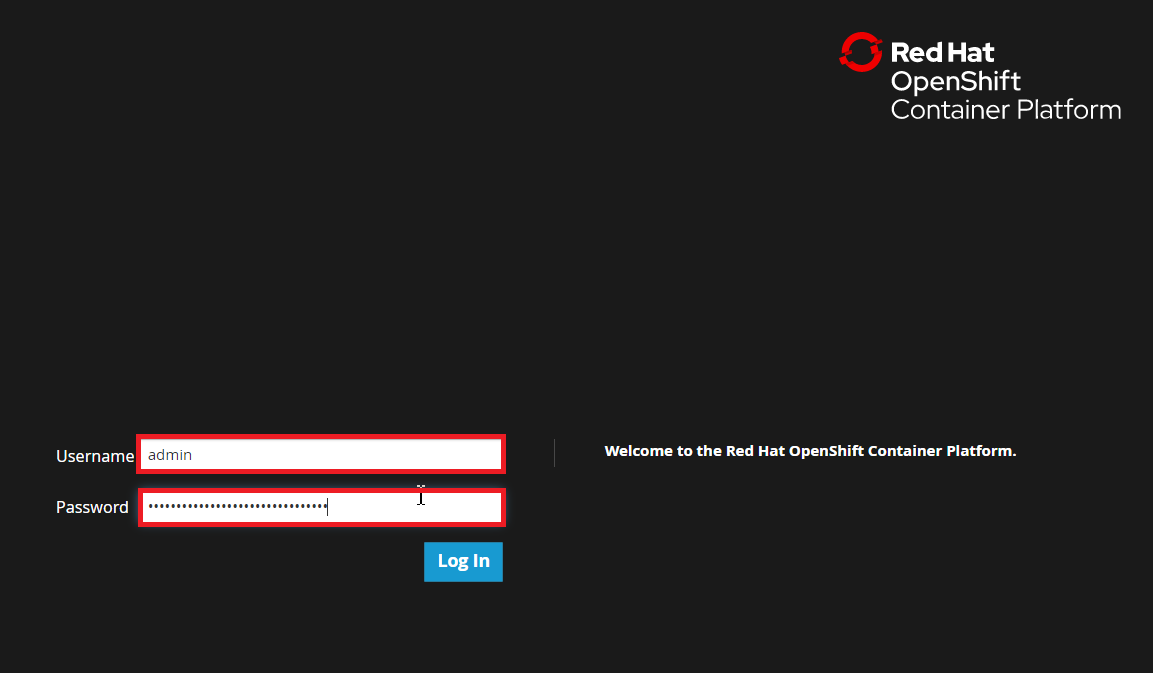 Red Hat
OpenShift
Container Platform
Username
admin
Welcome to the Red Hat OpenShift Container Platform.
Password
••••••••••••••••••••••••••••••••
Log In